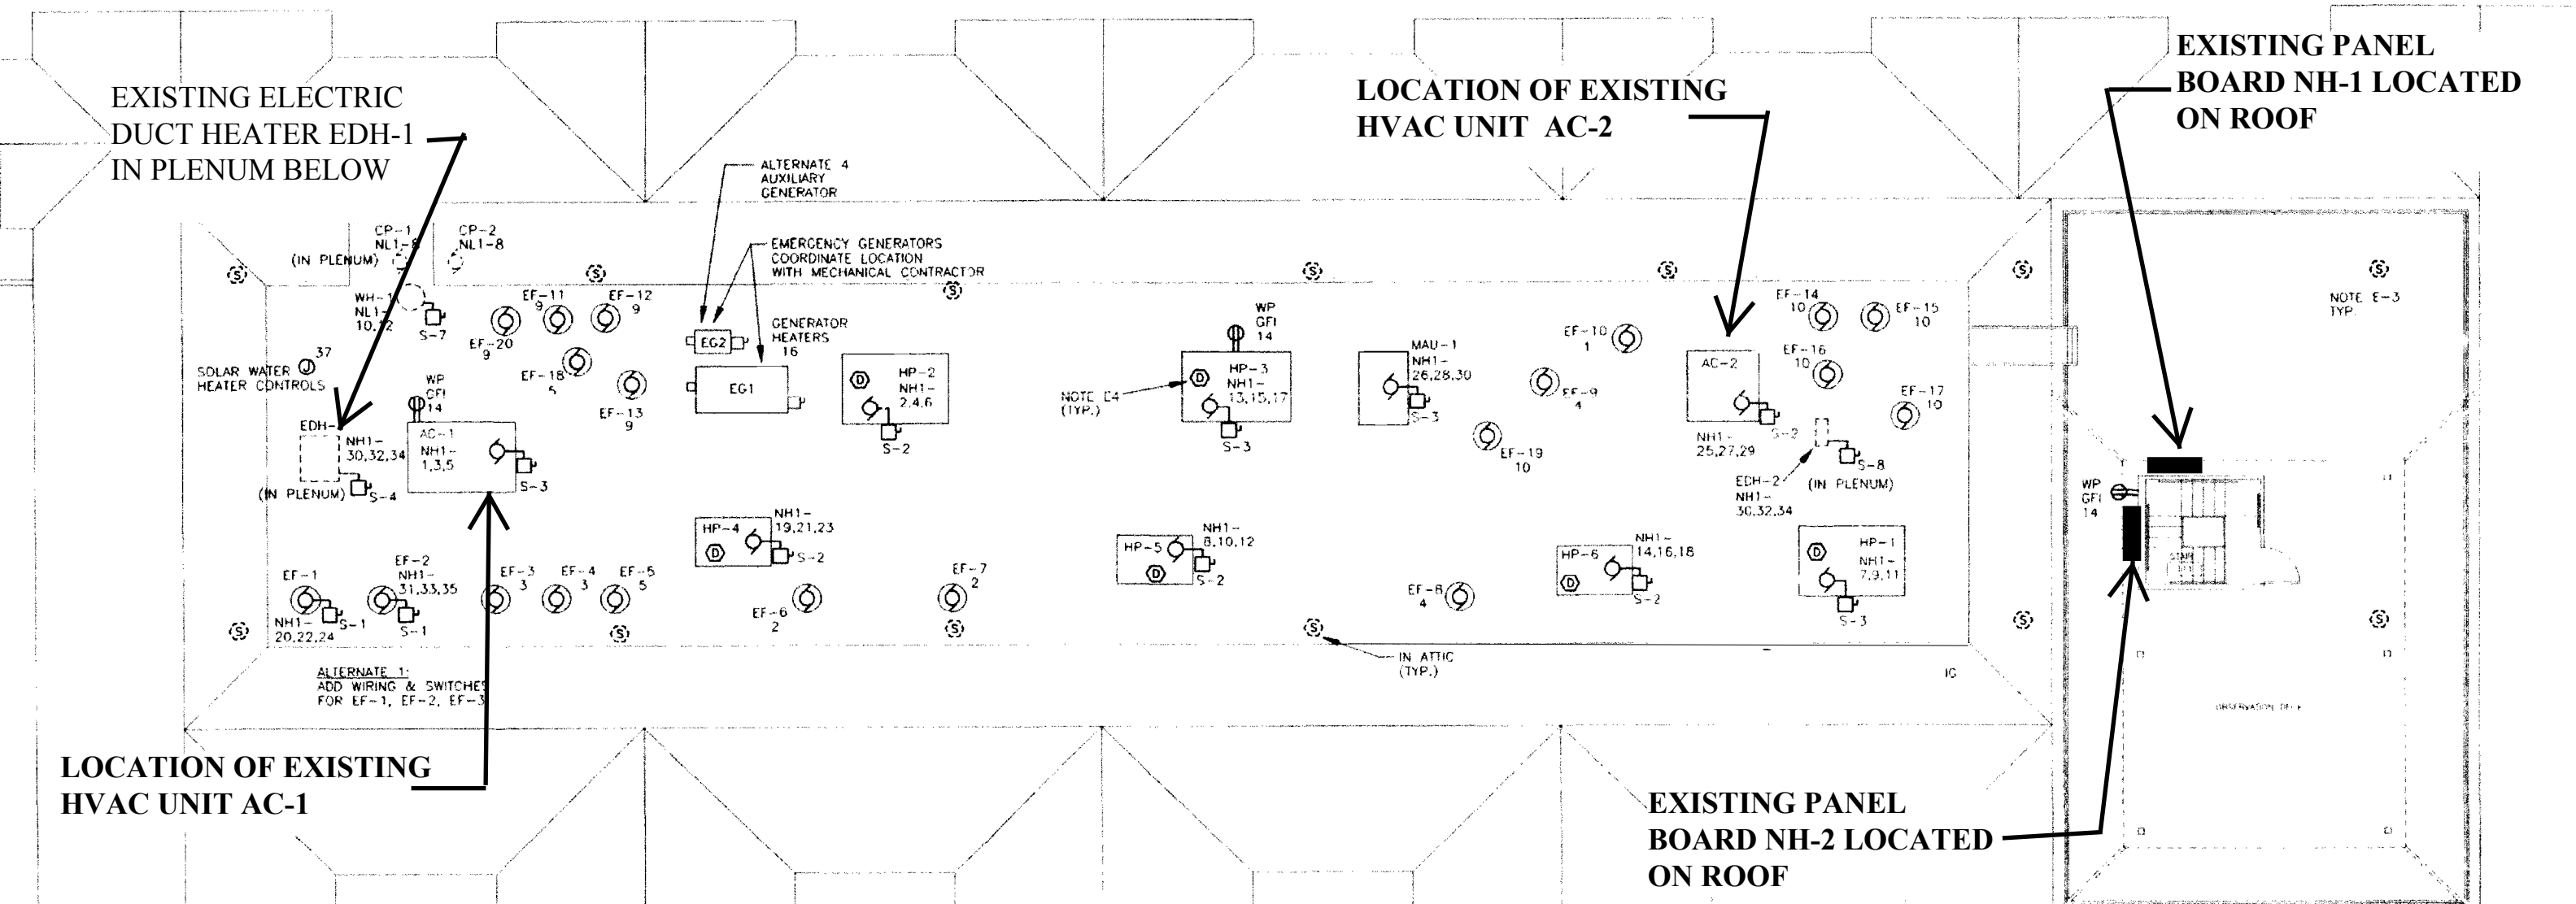 EXISTING ELECTRIC
DUCT HEATER EDH-1
IN PLENUM BELOW
LOCATION OF EXISTING
HVAC UNIT AC-2
EXISTING PANEL
BOARD NH-1 LOCATED
ON ROOF
ALTERNATE 4
AUXILIARY
GENERATOR
EMERGENCY GENERATORS
COORDINATE LOCATION
WITH MECHANICAL CONTRACTOR
CP-1
NL1-8
(IN PLENUM)
CP-2
NL1-8
WH-1
NL1-
10,12
S-7
EF-11
9
EF-12
9
EF-20
9
EF-18
5
EF-13
9
SOLAR WATER
HEATER CONTROLS
J
37
WP
GFI
14
EG2
EG1
GENERATOR
HEATERS
16
D
HP-2
NH1-
2,4,6
S-2
WP
GFI
14
NOTE E4
(TYP.)
D
HP-3
NH1-
13,15,17
S-3
MAU-1
NH1-
26,28,30
S-3
EF-10
1
EF-9
4
EF-19
10
AC-2
NH1-
25,27,29
S-2
EF-14
10
EF-15
10
EF-16
10
EF-17
10
EDH-2
NH1-
30,32,34
S-8
(IN PLENUM)
NOTE E-3
TYP.
WP
GFI
14
EDH-
NH1-
30,32,34
(IN PLENUM)
S-4
AC-1
NH1-
1,3,5
S-3
HP-4
D
NH1-
19,21,23
S-2
HP-5
D
NH1-
8,10,12
S-2
HP-6
D
NH1-
14,16,18
S-2
D
HP-1
NH1-
7,9,11
S-3
STAIR
EF-1
NH1-
20,22,24
S-1
EF-2
NH1-
31,33,35
S-1
EF-3
3
EF-4
3
EF-5
5
EF-6
2
EF-7
2
EF-8
4
S
S
S
S
S
S
S
S
S
S
S
S
S
S
IN ATTIC
(TYP.)
ALTERNATE 1:
ADD WIRING & SWITCHES
FOR EF-1, EF-2, EF-3
OBSERVATION DECK
LOCATION OF EXISTING
HVAC UNIT AC-1
EXISTING PANEL
BOARD NH-2 LOCATED
ON ROOF